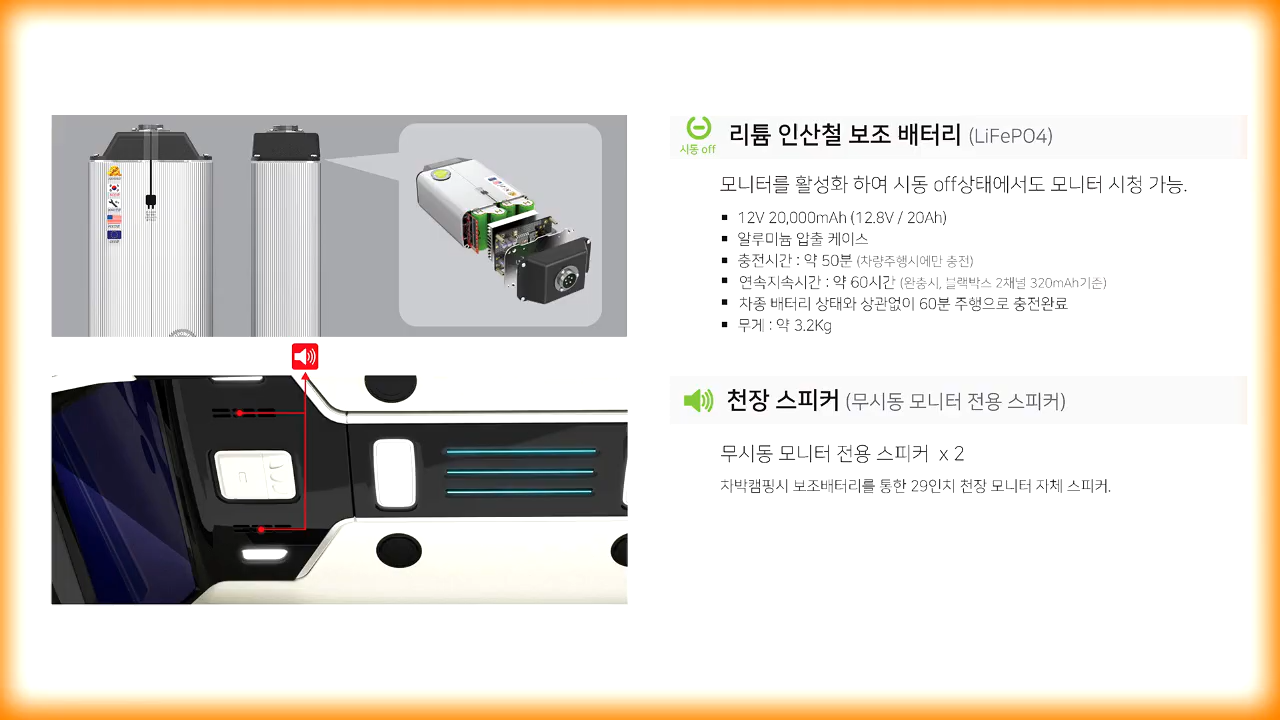 시동 off
리튬 인산철 보조 배터리 (LiFePO4)
모니터를 활성화 하여 시동 off상태에서도 모니터 시청 가능.
▪ 12V 20,000mAh (12.8V / 20Ah)
▪ 알루미늄 압출 케이스
▪ 충전시간 : 약 50분 (차량주행시에만 충전)
▪ 연속지속시간 : 약 60시간 (완충시, 블랙박스 2채널 320mAh기준)
▪ 차종 배터리 상태와 상관없이 60분 주행으로 충전완료
▪ 무게 : 약 3.2Kg
천장 스피커 (무시동 모니터 전용 스피커)
무시동 모니터 전용 스피커 x 2
차박캠핑시 보조배터리를 통한 29인치 천장 모니터 자체 스피커.